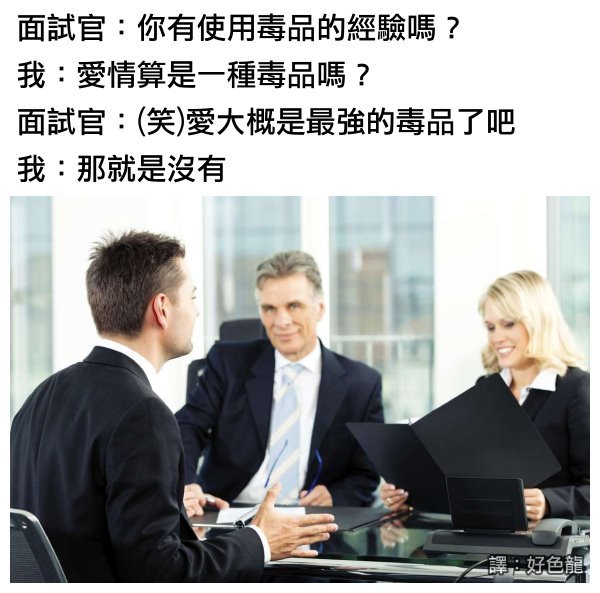 面試官：你有使用毒品的經驗嗎？
我：愛情算是一種毒品嗎？
面試官：(笑)愛大概是最強的毒品了吧
我：那就是沒有
譯：好色龍